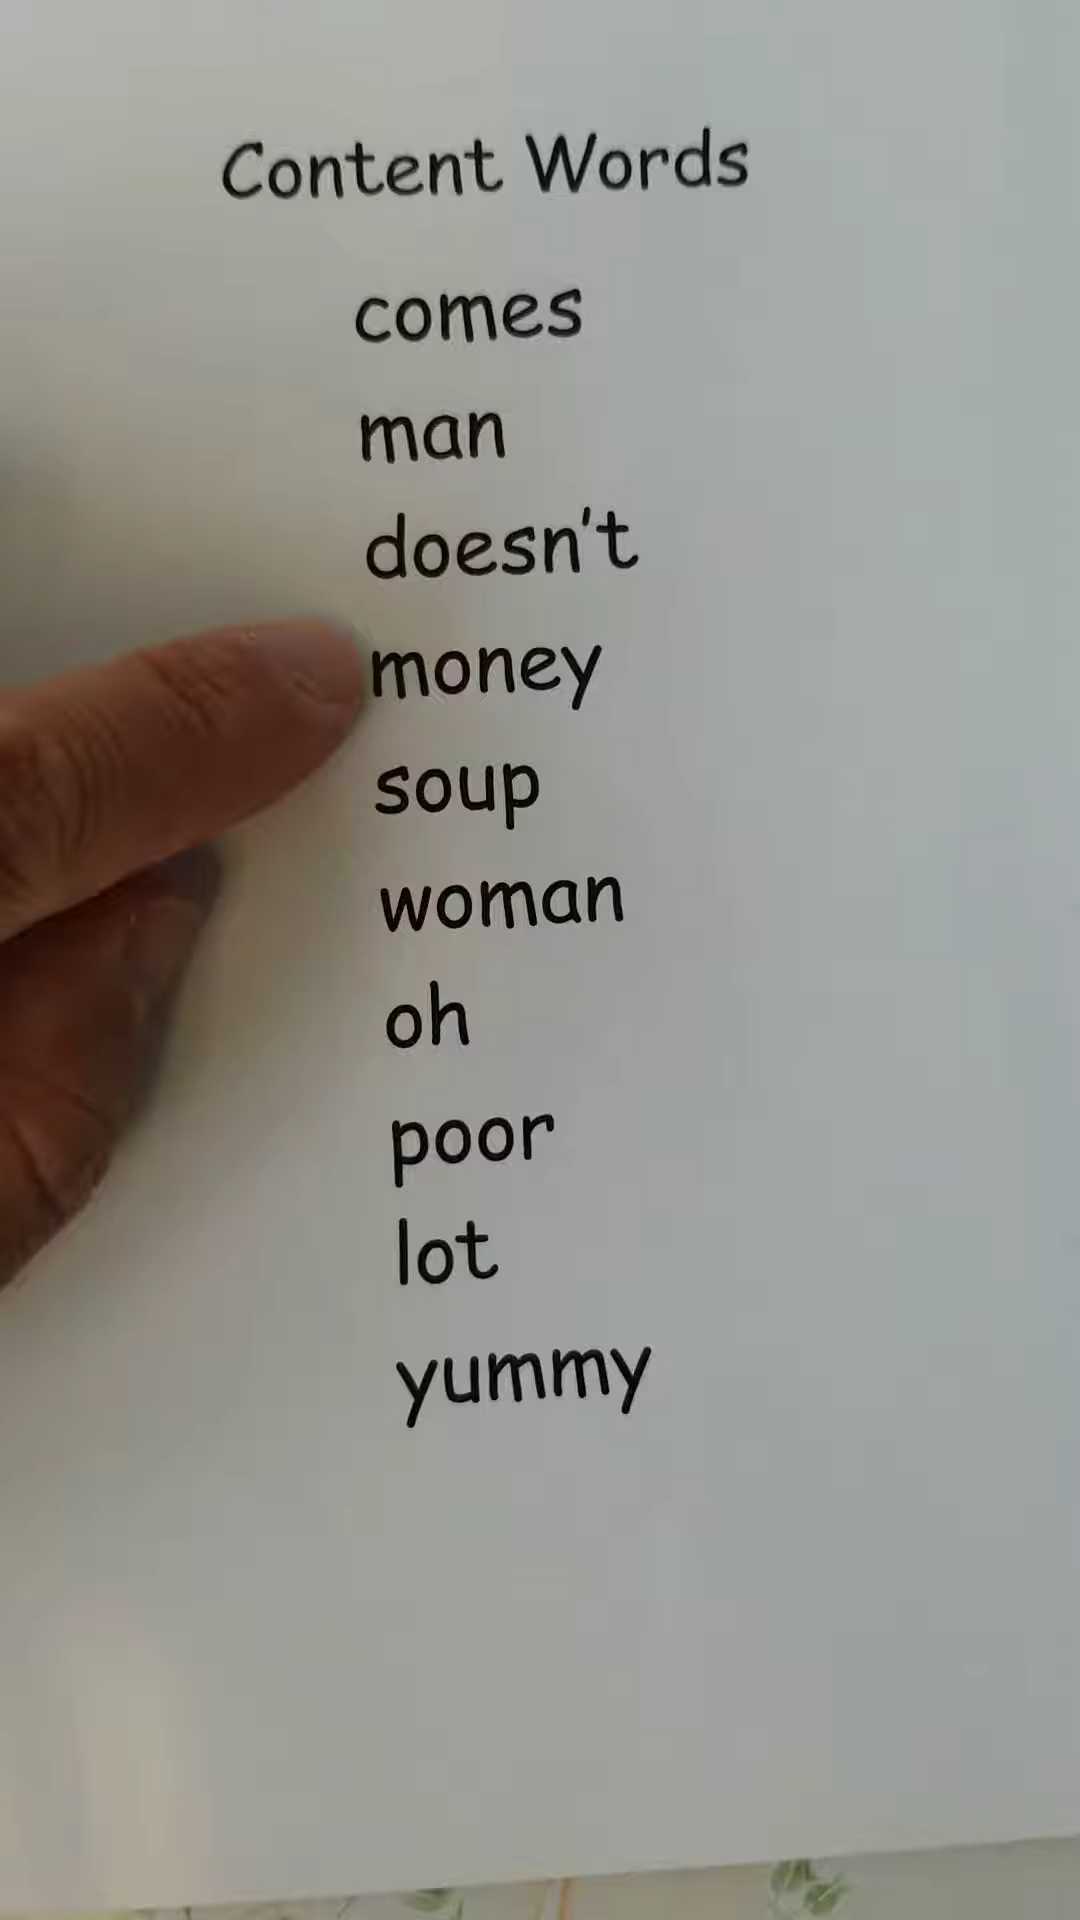 Content Words
comes
man
doesn't
money
soup
woman
oh
poor
lot
yummy